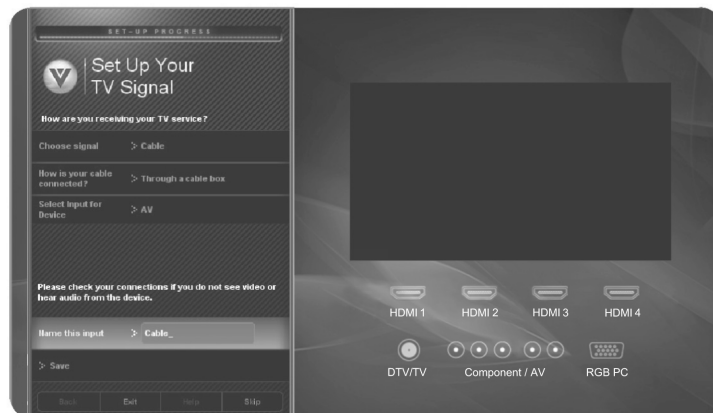 SET-UP PROGRESS
Set Up Your
TV Signal
How are you receiving your TV service?
Choose signal > Cable
How is your cable
connected? > Through a cable box
Select Input for
Device > AV
Please check your connections if you do not see video or
hear audio from the device.
Name this input > Cable_
> Save
Back Exit Help Skip
HDMI 1 HDMI 2 HDMI 3 HDMI 4
DTV/TV Component / AV RGB PC